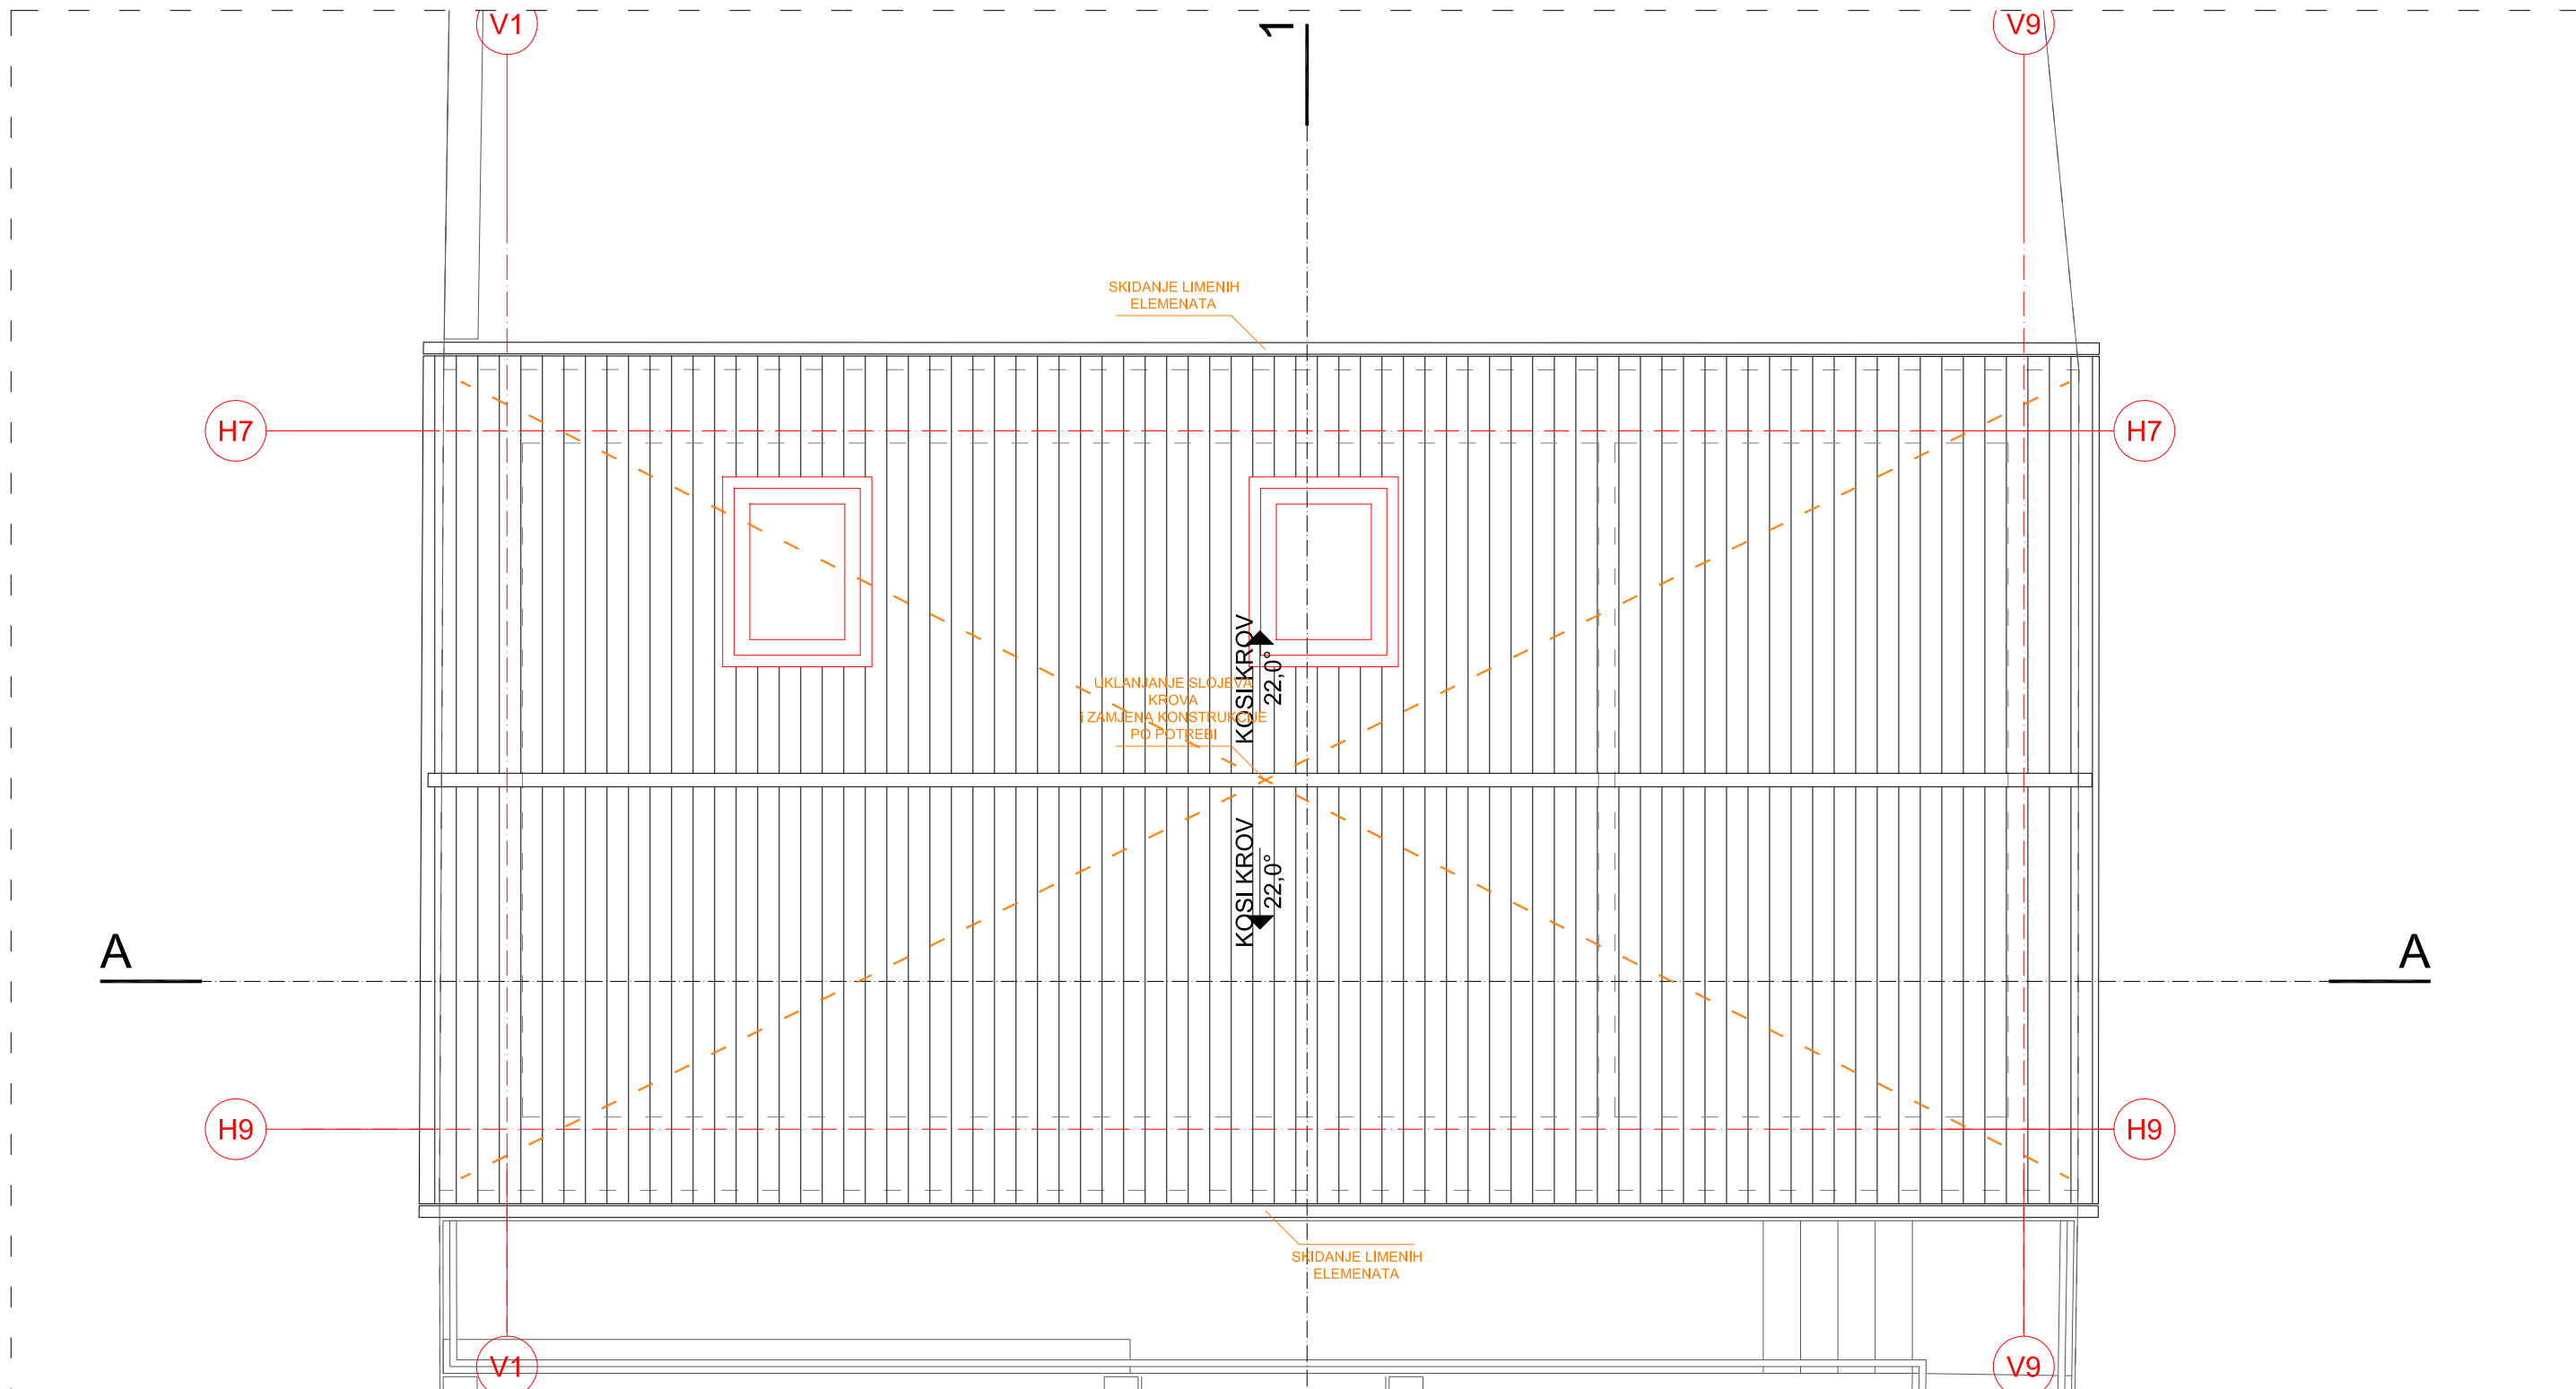 V1
1
V9
SKIDANJE LIMENIH
ELEMENATA
H7
H7
KOSI KROV
22,0°
UKLANJANJE SLOJEVA
KROVA
i ZAMJENA KONSTRUKCIJE
PO POTREBI
KOSI KROV
22,0°
A
A
H9
H9
SKIDANJE LIMENIH
ELEMENATA
V1
V9